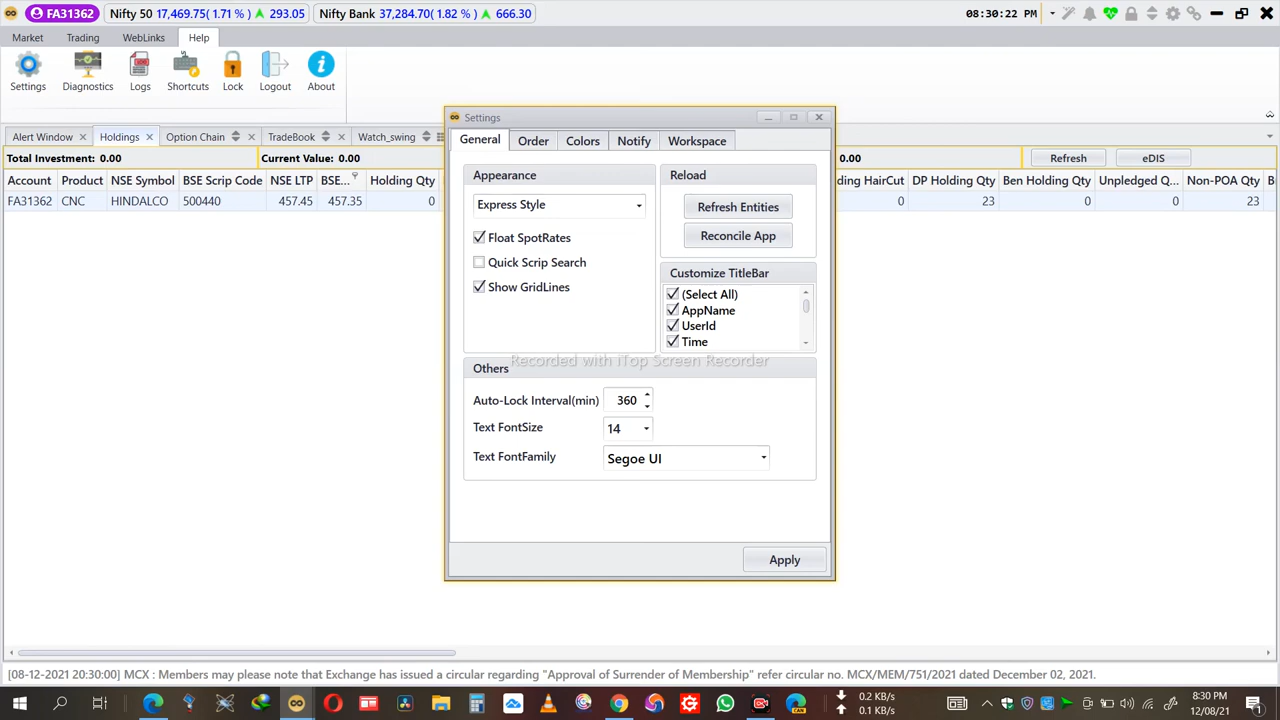 FA31362 Nifty 50 17,469.75( 1.71 %) 293.05 Nifty Bank 37,284.70(1.82 %) 666.30 08:30:22 PM
Market Trading WebLinks Help
Settings Diagnostics Logs Shortcuts Lock Logout About
Settings
Alert Window Holdings Option Chain TradeBook Watch_swing
General Order Colors Notify Workspace
Total Investment: 0.00 Current Value: 0.00 0.00 Refresh eDIS
Account Product NSE Symbol BSE Scrip Code NSE LTP BSE... Holding Qty ding HairCut DP Holding Qty Ben Holding Qty Unpledged Q... Non-POA Qty B
FA31362 CNC HINDALCO 500440 457.45 457.35 0 0 23 0 0 23
Appearance
Express Style
Float SpotRates
Quick Scrip Search
Show GridLines
Reload
Refresh Entities
Reconcile App
Customize TitleBar
(Select All)
AppName
UserId
Time
Recorded with iTop Screen Recorder
Others
Auto-Lock Interval(min) 360
Text FontSize 14
Text FontFamily Segoe UI
Apply
[08-12-2021 20:30:00] MCX : Members may please note that Exchange has issued a circular regarding "Approval of Surrender of Membership" refer circular no. MCX/MEM/751/2021 dated December 02, 2021.
0.2 KB/s
0.1 KB/s
8:30 PM
12/08/21